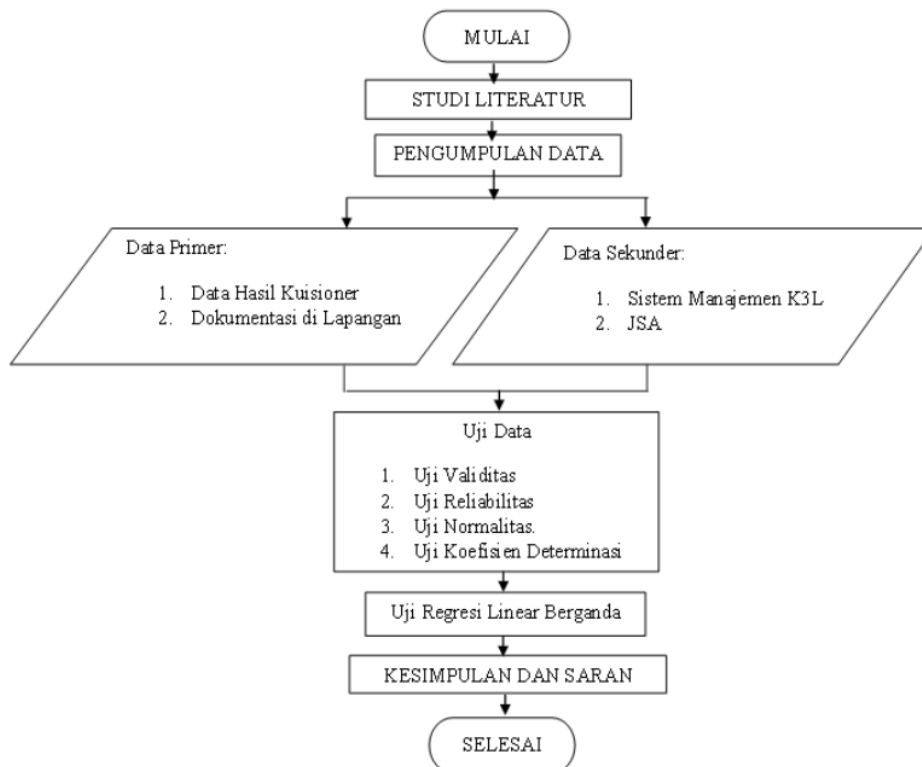 MULAI
STUDI LITERATUR
PENGUMPULAN DATA
Data Primer:
1. Data Hasil Kuisioner
2. Dokumentasi di Lapangan
Data Sekunder:
1. Sistem Manajemen K3L
2. JSA
Uji Data
1. Uji Validitas
2. Uji Reliabilitas
3. Uji Normalitas.
4. Uji Koefisien Determinasi
Uji Regresi Linear Berganda
KESIMPULAN DAN SARAN
SELESAI